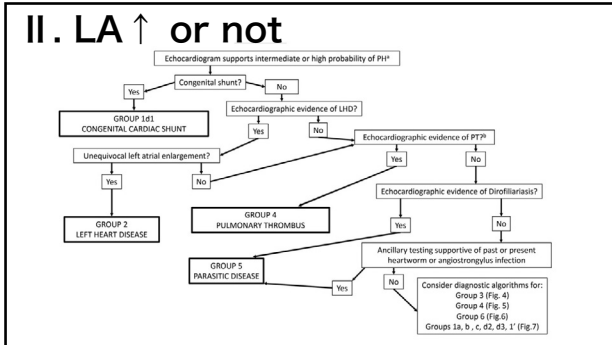 II. LA↑ or not
Echocardiogram supports intermediate or high probability of PHᵃ
Congenital shunt?
Yes
No
GROUP 1d1
CONGENITAL CARDIAC SHUNT
Echocardiographic evidence of LHD?
Yes
No
Echocardiographic evidence of PT?ᵇ
Unequivocal left atrial enlargement?
Yes
No
Yes
No
Echocardiographic evidence of Dirofiliariasis?
GROUP 4
PULMONARY THROMBUS
GROUP 2
LEFT HEART DISEASE
Yes
No
Ancillary testing supportive of past or present
heartworm or angiostrongylus infection
GROUP 5
PARASITIC DISEASE
Yes
No
Consider diagnostic algorithms for:
Group 3 (Fig. 4)
Group 4 (Fig. 5)
Group 6 (Fig.6)
Groups 1a, b , c, d2, d3, 1' (Fig.7)